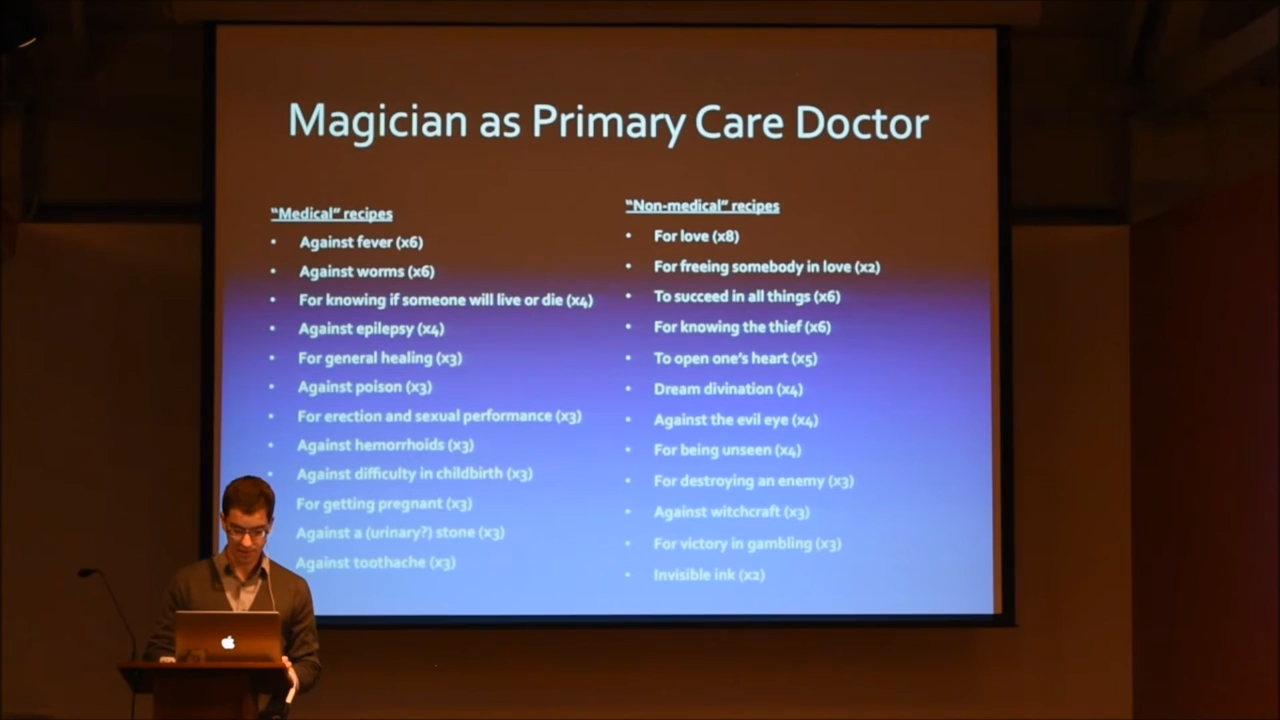 Magician as Primary Care Doctor
"Medical" recipes
• Against fever (x6)
• Against worms (x6)
• For knowing if someone will live or die (x4)
• Against epilepsy (x4)
• For general healing (x3)
• Against poison (x3)
• For erection and sexual performance (x3)
• Against hemorrhoids (x3)
• Against difficulty in childbirth (x3)
For getting pregnant (x3)
Against a (urinary?) stone (x3)
Against toothache (x3)
"Non-medical" recipes
• For love (x8)
• For freeing somebody in love (x2)
• To succeed in all things (x6)
• For knowing the thief (x6)
• To open one's heart (x5)
• Dream divination (x4)
• Against the evil eye (x4)
• For being unseen (x4)
• For destroying an enemy (x3)
• Against witchcraft (x3)
• For victory in gambling (x3)
• Invisible ink (x2)